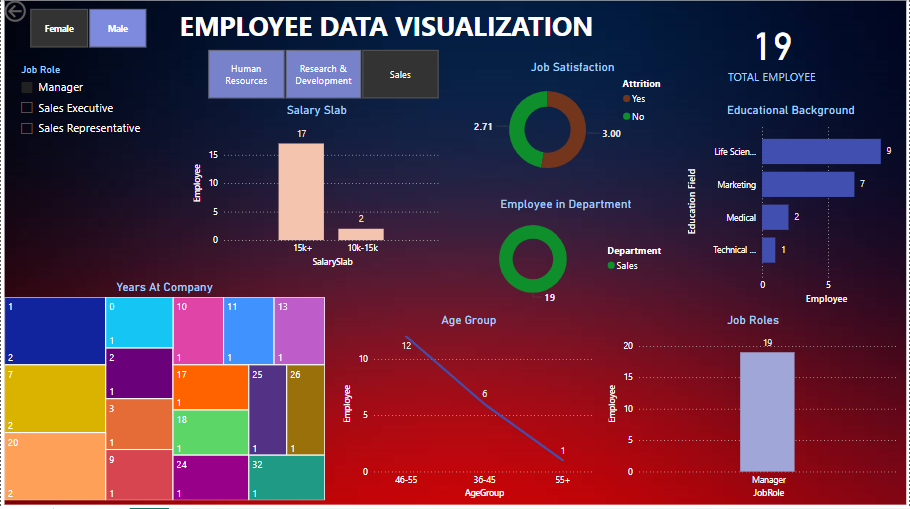 Female
Male
EMPLOYEE DATA VISUALIZATION
19
TOTAL EMPLOYEE
Job Role
Manager
Sales Executive
Sales Representative
Human
Resources
Research &
Development
Sales
Salary Slab
17
2
15
10
5
0
Employee
15k+
10k-15k
SalarySlab
Job Satisfaction
2.71
3.00
Attrition
Yes
No
Educational Background
Education Field
Life Scien...
9
Marketing
7
Medical
2
Technical ...
1
0
5
Employee
Employee in Department
19
Department
Sales
Years At Company
1
2
7
2
20
2
0
1
2
1
3
1
9
1
10
1
11
1
13
1
17
1
18
1
24
1
25
1
26
1
32
1
Age Group
12
6
1
10
5
0
Employee
46-55
36-45
55+
AgeGroup
Job Roles
19
20
15
10
5
0
Employee
Manager
JobRole